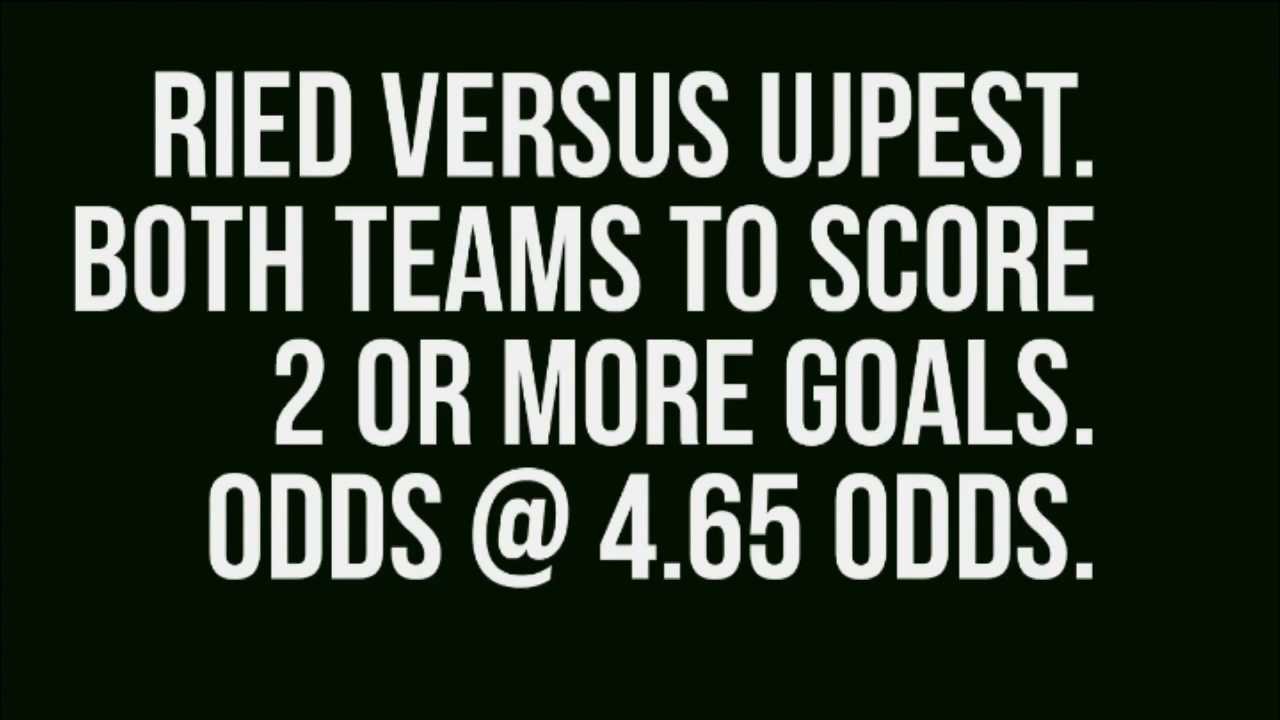 RIED VERSUS UJPEST.
BOTH TEAMS TO SCORE
2 OR MORE GOALS.
ODDS @ 4.65 ODDS.